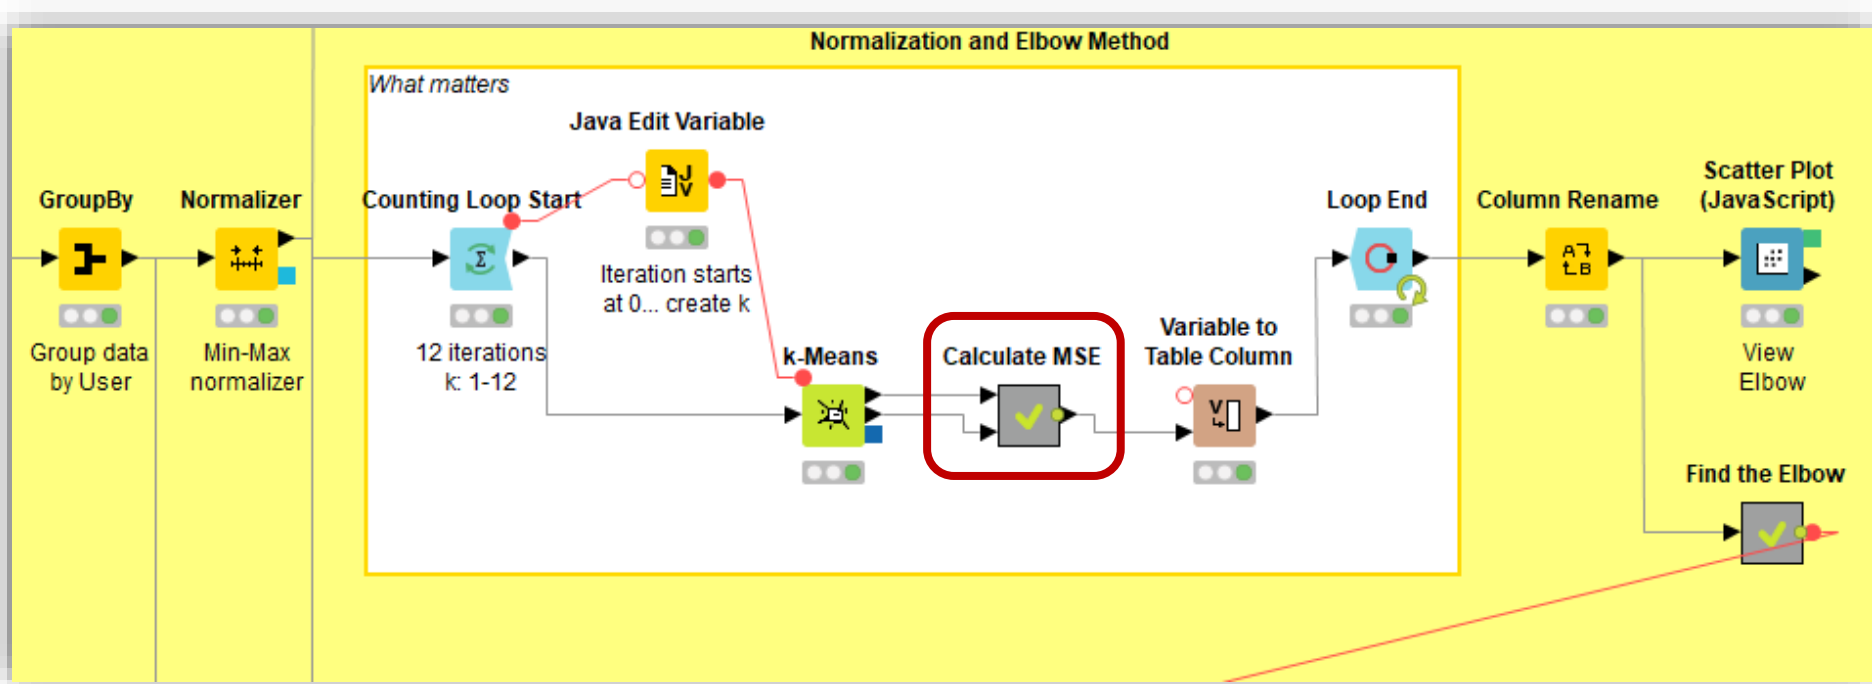 Normalization and Elbow Method
What matters
Java Edit Variable
Iteration starts
at 0... create k
GroupBy
Group data
by User
Normalizer
Min-Max
normalizer
Counting Loop Start
12 iterations
k: 1-12
k-Means
Calculate MSE
Variable to
Table Column
Loop End
Column Rename
Scatter Plot
(JavaScript)
View
Elbow
Find the Elbow